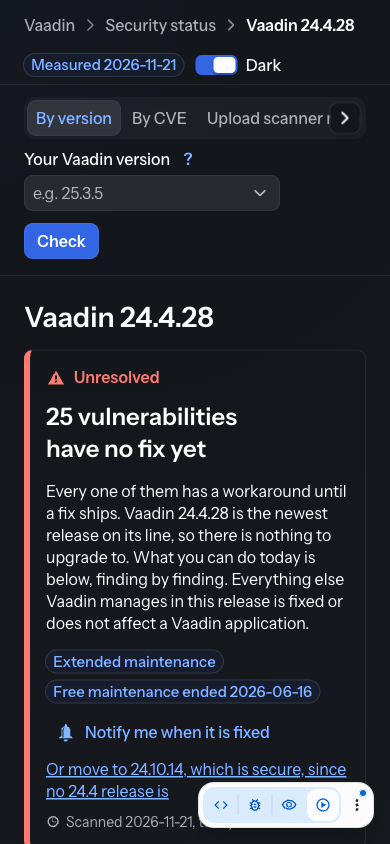 Vaadin > Security status > Vaadin 24.4.28
Measured 2026-11-21 Dark
By version By CVE Upload scanner
Your Vaadin version ?
e.g. 25.3.5
Check
Vaadin 24.4.28
Unresolved
25 vulnerabilities
have no fix yet
Every one of them has a workaround until
a fix ships. Vaadin 24.4.28 is the newest
release on its line, so there is nothing to
upgrade to. What you can do today is
below, finding by finding. Everything else
Vaadin manages in this release is fixed or
does not affect a Vaadin application.
Extended maintenance
Free maintenance ended 2026-06-16
Notify me when it is fixed
Or move to 24.10.14, which is secure, since
no 24.4 release is
Scanned 2026-11-21,